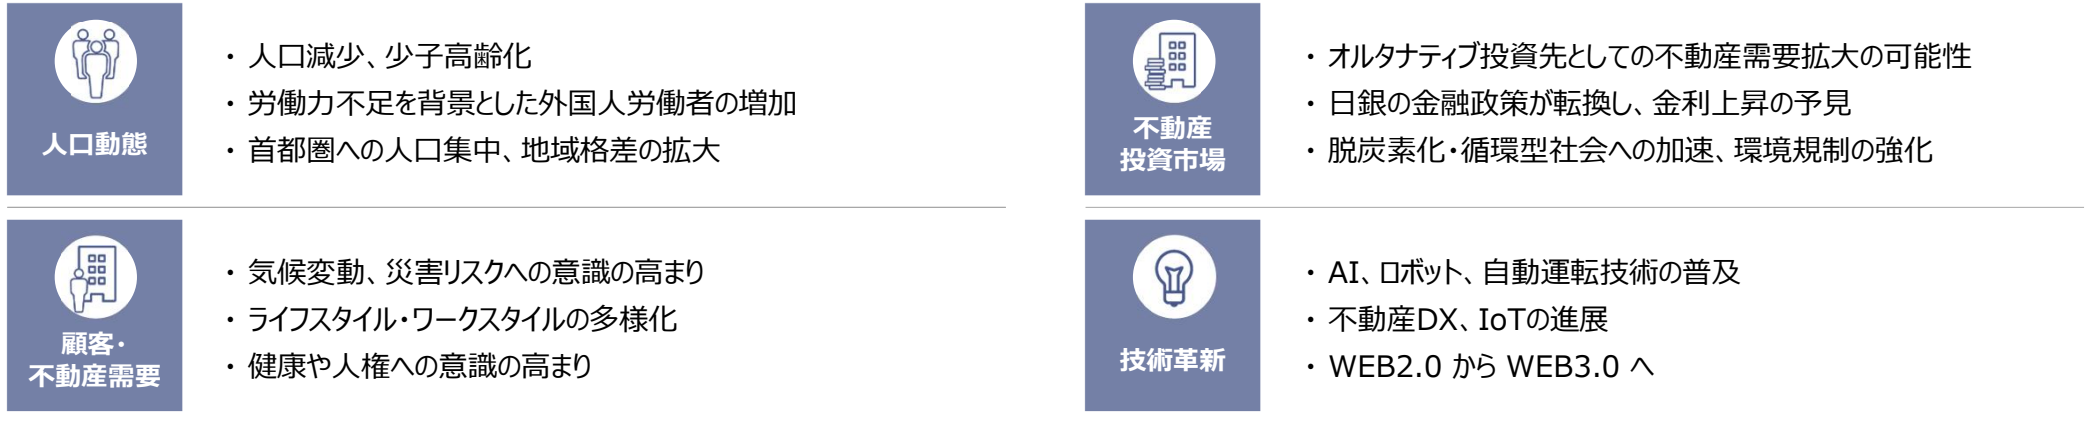 人口動態
・ 人口減少、少子高齢化
・ 労働力不足を背景とした外国人労働者の増加
・ 首都圏への人口集中、地域格差の拡大
不動産
投資市場
・ オルタナティブ投資先としての不動産需要拡大の可能性
・ 日銀の金融政策が転換し、金利上昇の予見
・ 脱炭素化・循環型社会への加速、環境規制の強化
顧客・
不動産需要
・ 気候変動、災害リスクへの意識の高まり
・ ライフスタイル・ワークスタイルの多様化
・ 健康や人権への意識の高まり
技術革新
・ AI、ロボット、自動運転技術の普及
・ 不動産DX、IoTの進展
・ WEB2.0 から WEB3.0 へ